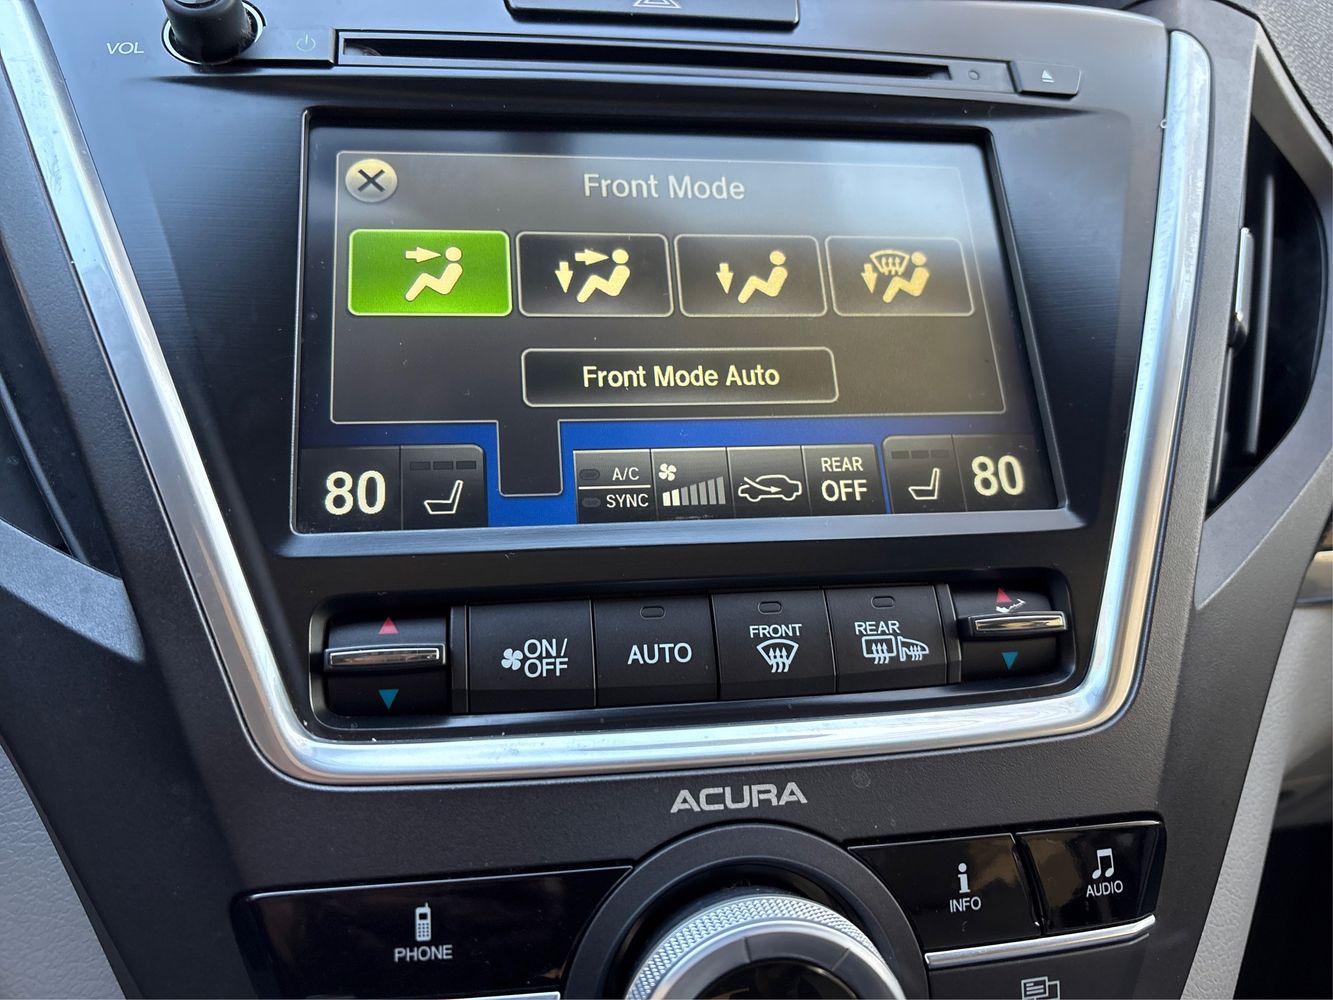 VOL
Front Mode
Front Mode Auto
80
A/C
SYNC
REAR
OFF
80
ON/
OFF
AUTO
FRONT
REAR
ACURA
PHONE
INFO
AUDIO